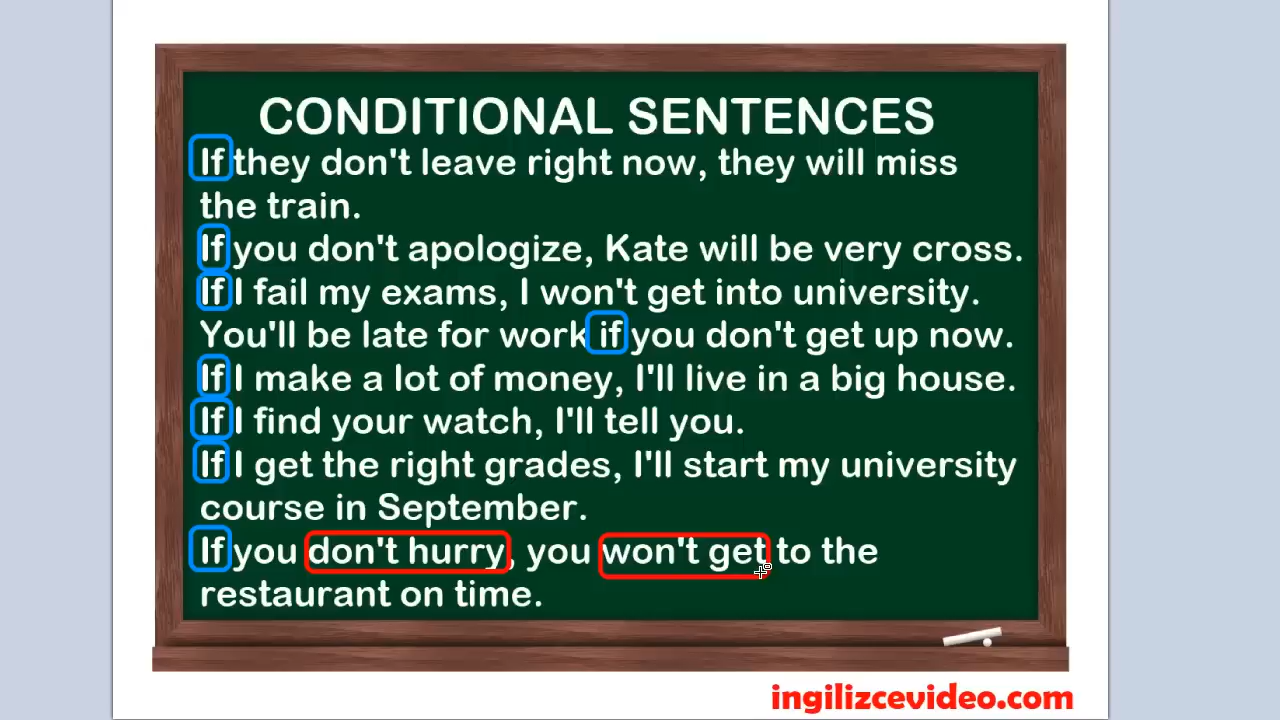 CONDITIONAL SENTENCES
If they don't leave right now, they will miss
the train.
If you don't apologize, Kate will be very cross.
If I fail my exams, I won't get into university.
You'll be late for work if you don't get up now.
If I make a lot of money, I'll live in a big house.
If I find your watch, I'll tell you.
If I get the right grades, I'll start my university
course in September.
If you don't hurry, you won't get to the
restaurant on time.
ingilizcevideo.com